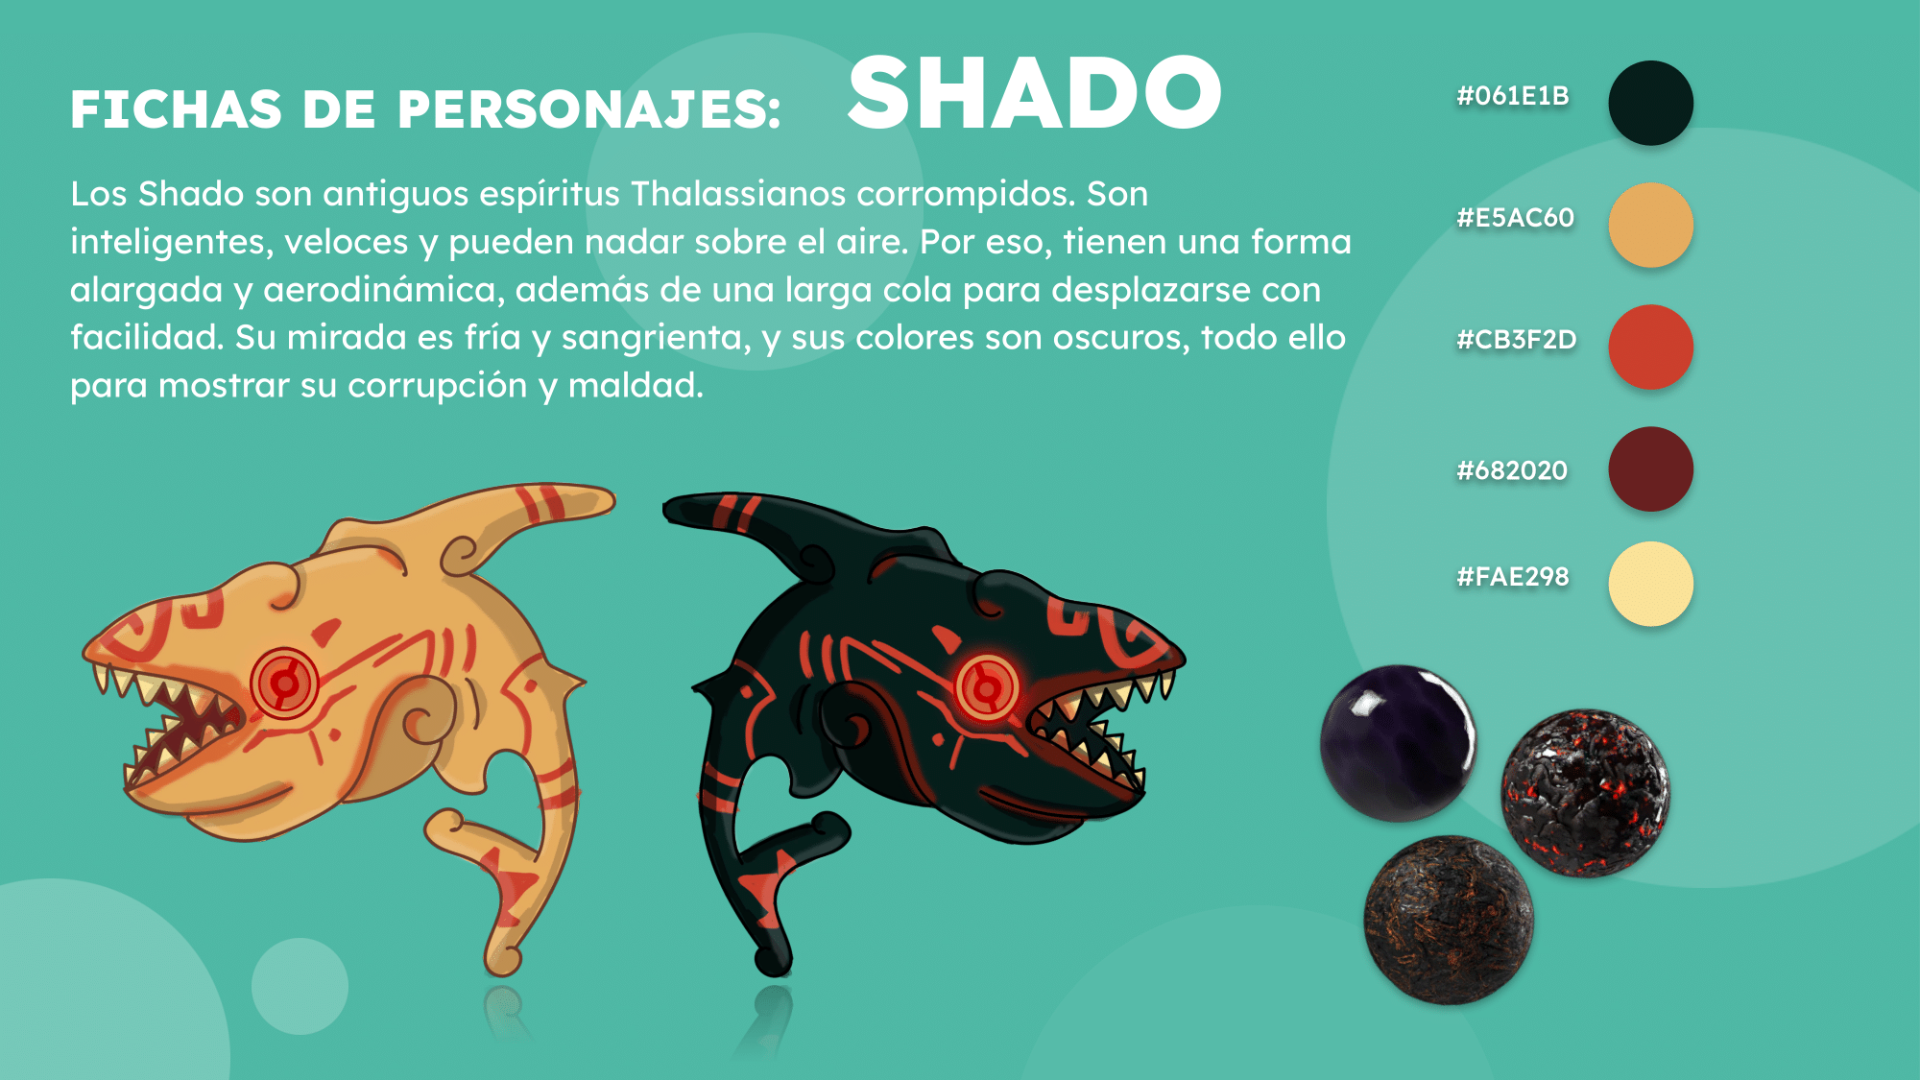 FICHAS DE PERSONAJES: SHADO
Los Shado son antiguos espíritus Thalassianos corrompidos. Son
inteligentes, veloces y pueden nadar sobre el aire. Por eso, tienen una forma
alargada y aerodinámica, además de una larga cola para desplazarse con
facilidad. Su mirada es fría y sangrienta, y sus colores son oscuros, todo ello
para mostrar su corrupción y maldad.
#061E1B
#E5AC60
#CB3F2D
#682020
#FAE298